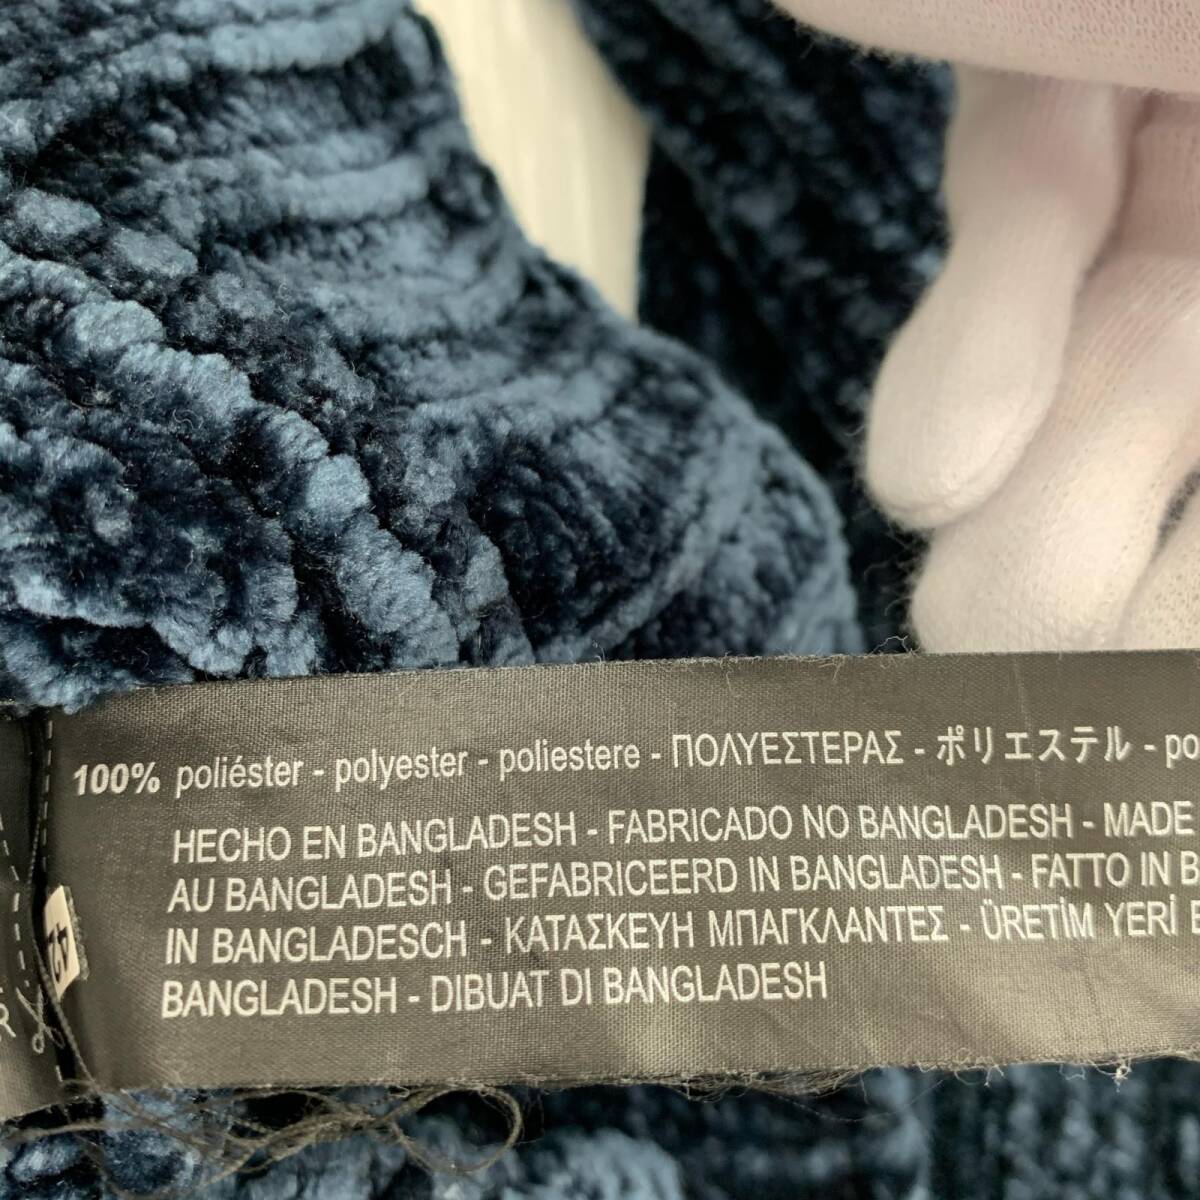 100% poliéster - polyester - poliestere - ΠΟΛΥΕΣΤΕΡΑΣ - ポリエステル - po
HECHO EN BANGLADESH - FABRICADO NO BANGLADESH - MADE
AU BANGLADESH - GEFABRICEERD IN BANGLADESH - FATTO IN B
IN BANGLADESCH - ΚΑΤΑΣΚΕΥΗ ΜΠΑΓΚΛΑΝΤΕΣ - ÜRETİM YERİ B
BANGLADESH - DIBUAT DI BANGLADESH
R
42